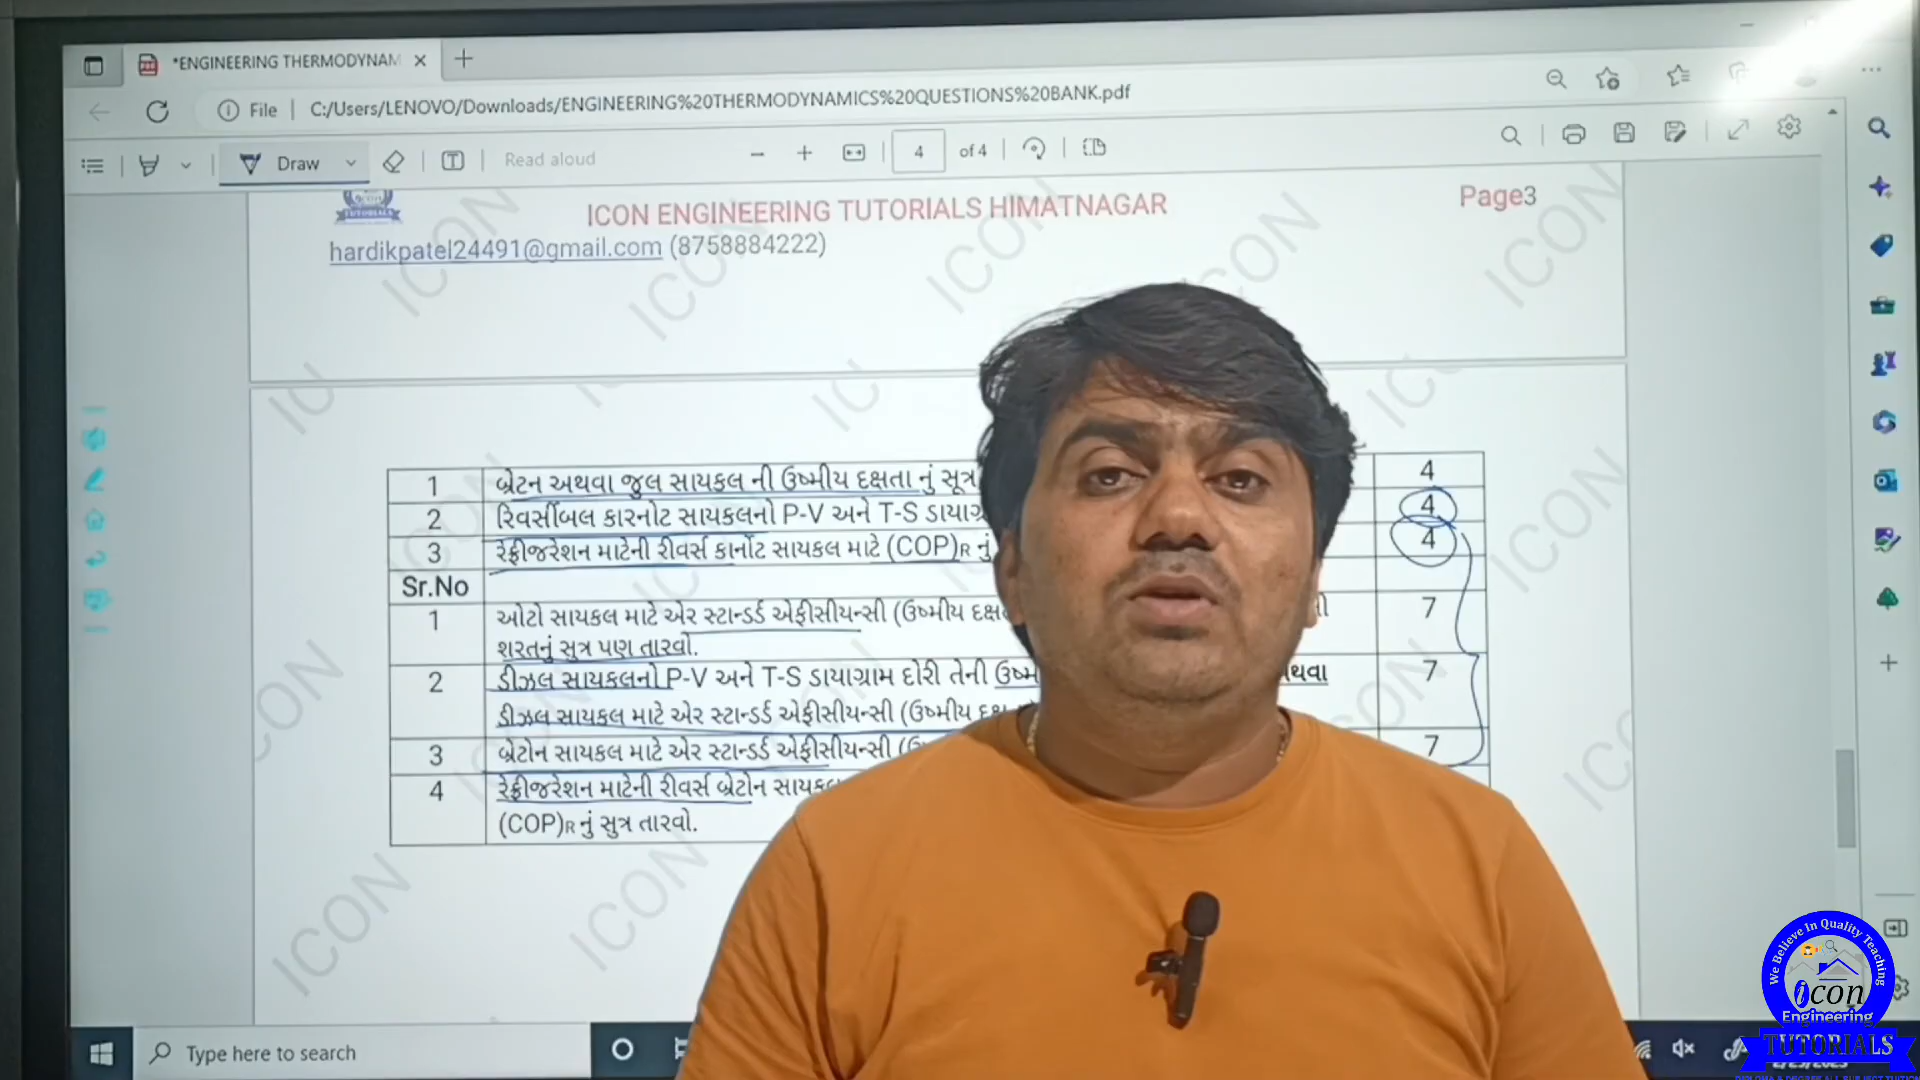 *ENGINEERING THERMODYNAM
File C:/Users/LENOVO/Downloads/ENGINEERING%20THERMODYNAMICS%20QUESTIONS%20BANK.pdf
Draw Read aloud 4 of 4
ICON ENGINEERING TUTORIALS HIMATNAGAR Page3
hardikpatel24491@gmail.com (8758884222)
1 બ્રેટન અથવા જુલ સાયકલ ની ઉષ્મીય દક્ષતા નું સૂત્ર 4
2 રિવર્સીબલ કારનોટ સાયકલનો P-V અને T-S ડાયાગ્ર 4
3 રેફ્રીજરેશન માટેની રીવર્સ કાર્નોટ સાયકલ માટે (COP)R નું 4
Sr.No
1 ઓટો સાયકલ માટે એર સ્ટાન્ડર્ડ એફીસીયન્સી (ઉષ્મીય દક્ષ 7
શરતનું સુત્ર પણ તારવો.
2 ડીઝલ સાયકલનો P-V અને T-S ડાયાગ્રામ દોરી તેની ઉષ્મ થવા 7
ડીઝલ સાયકલ માટે એર સ્ટાન્ડર્ડ એફીસીયન્સી (ઉષ્મીય દક્ષ
3 બ્રેટોન સાયકલ માટે એર સ્ટાન્ડર્ડ એફીસીયન્સી 7
4 રેફ્રીજરેશન માટેની રીવર્સ બ્રેટોન સાયક
(COP)R નું સુત્ર તારવો.
ICON
Type here to search
We Believe In Quality Teaching
icon
Engineering
TUTORIALS